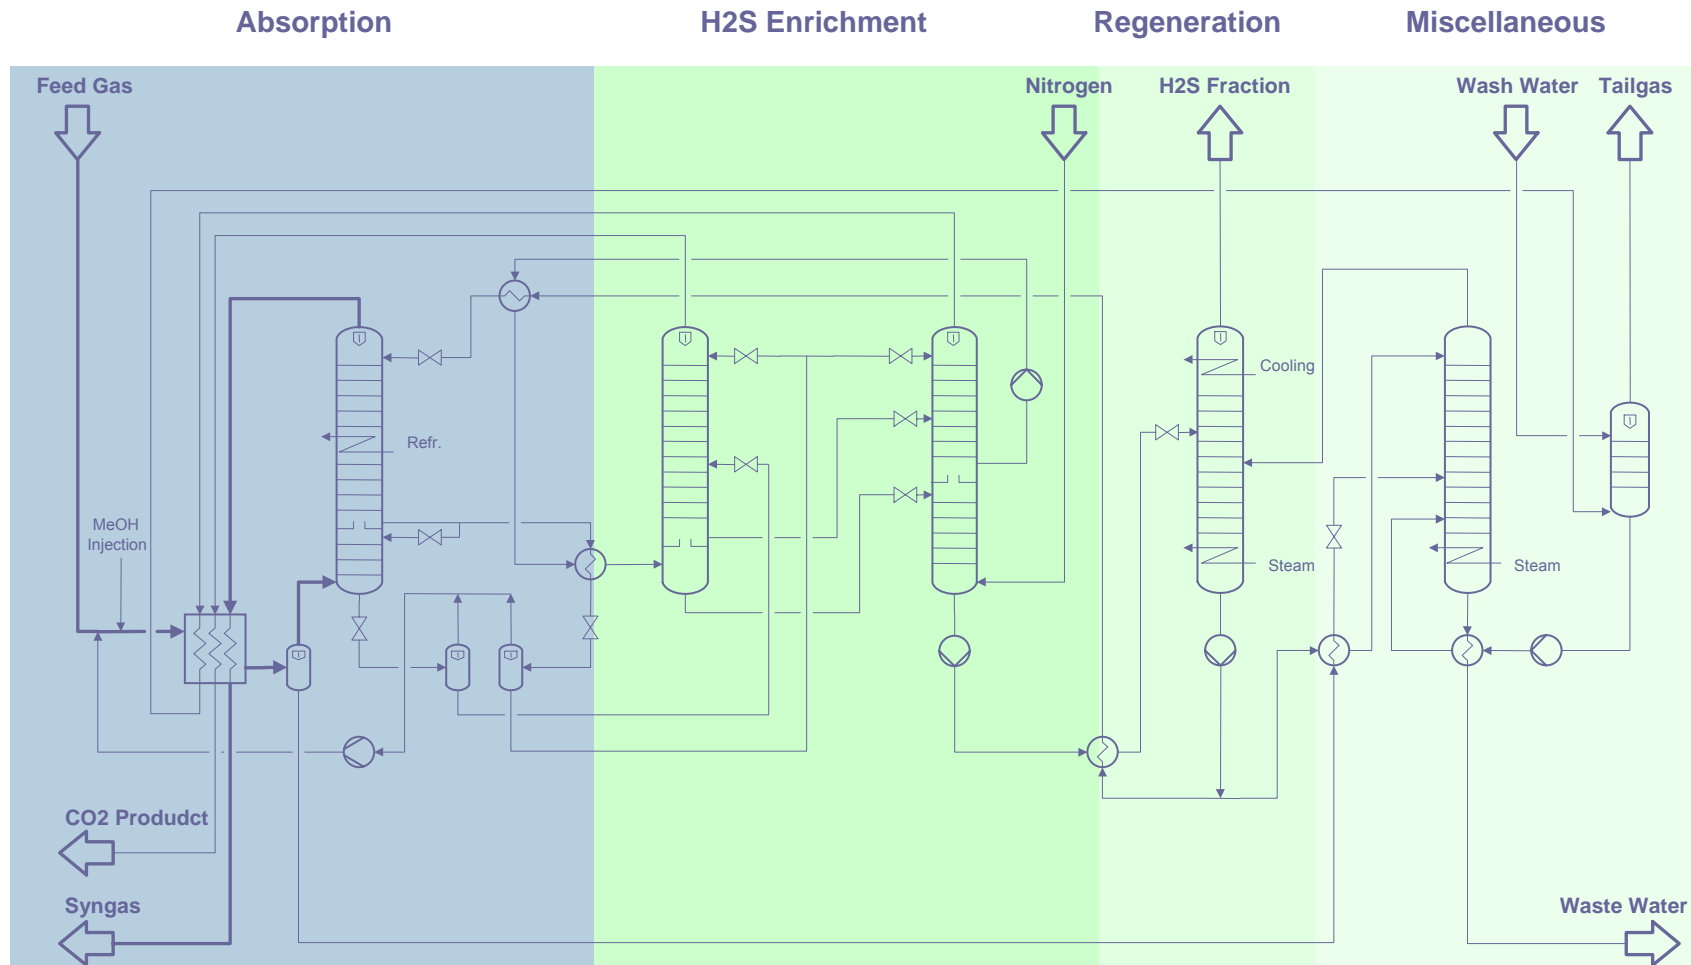 Absorption
H2S Enrichment
Regeneration
Miscellaneous
Feed Gas
Nitrogen
H2S Fraction
Wash Water
Tailgas
Cooling
Refr.
MeOH
Injection
Steam
Steam
CO2 Produdct
Syngas
Waste Water